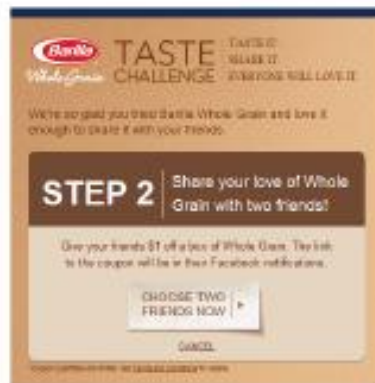 Barilla
Whole Grain
TASTE
CHALLENGE
TASTE IT
SHARE IT
EVERYONE WILL LOVE IT
We're so glad you tried Barilla Whole Grain and love it
enough to share it with your friends.
STEP 2
Share your love of Whole
Grain with two friends!
Give your friends $1 off a box of Whole Grain. The link
to the coupon will be in their Facebook notifications.
CHOOSE TWO
FRIENDS NOW
CANCEL